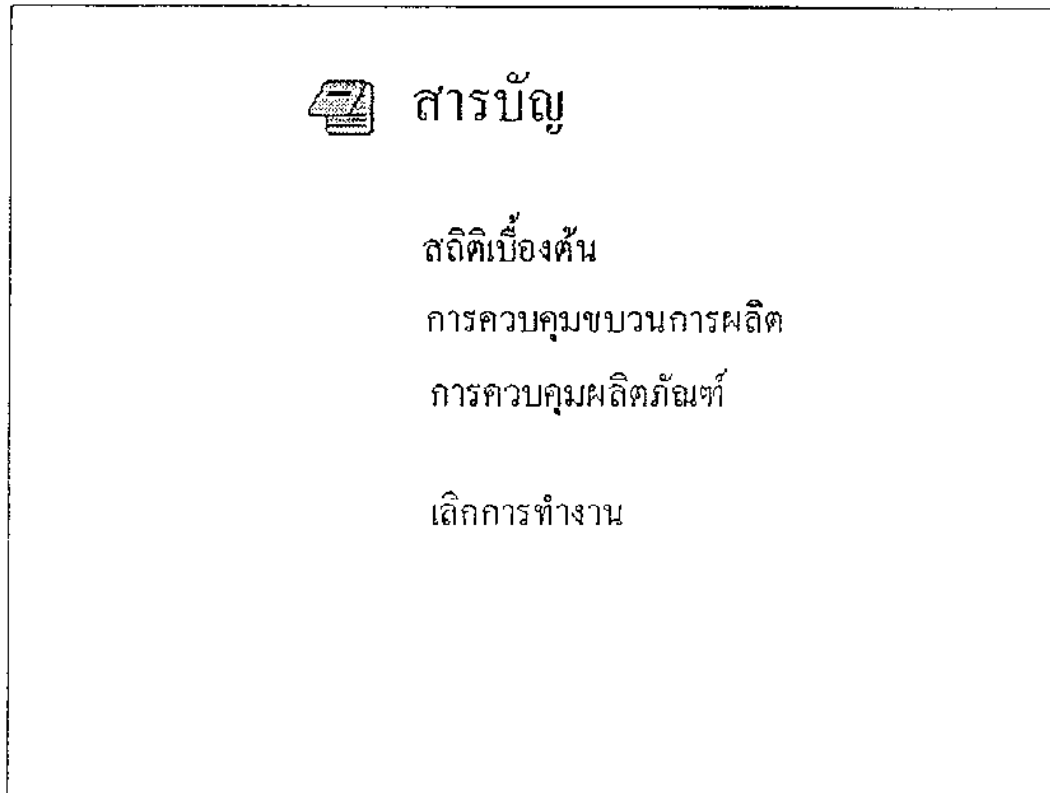 สารบัญ
สถิติเบื้องต้น
การควบคุมขบวนการผลิต
การควบคุมผลิตภัณฑ์
เลิกการทำงาน